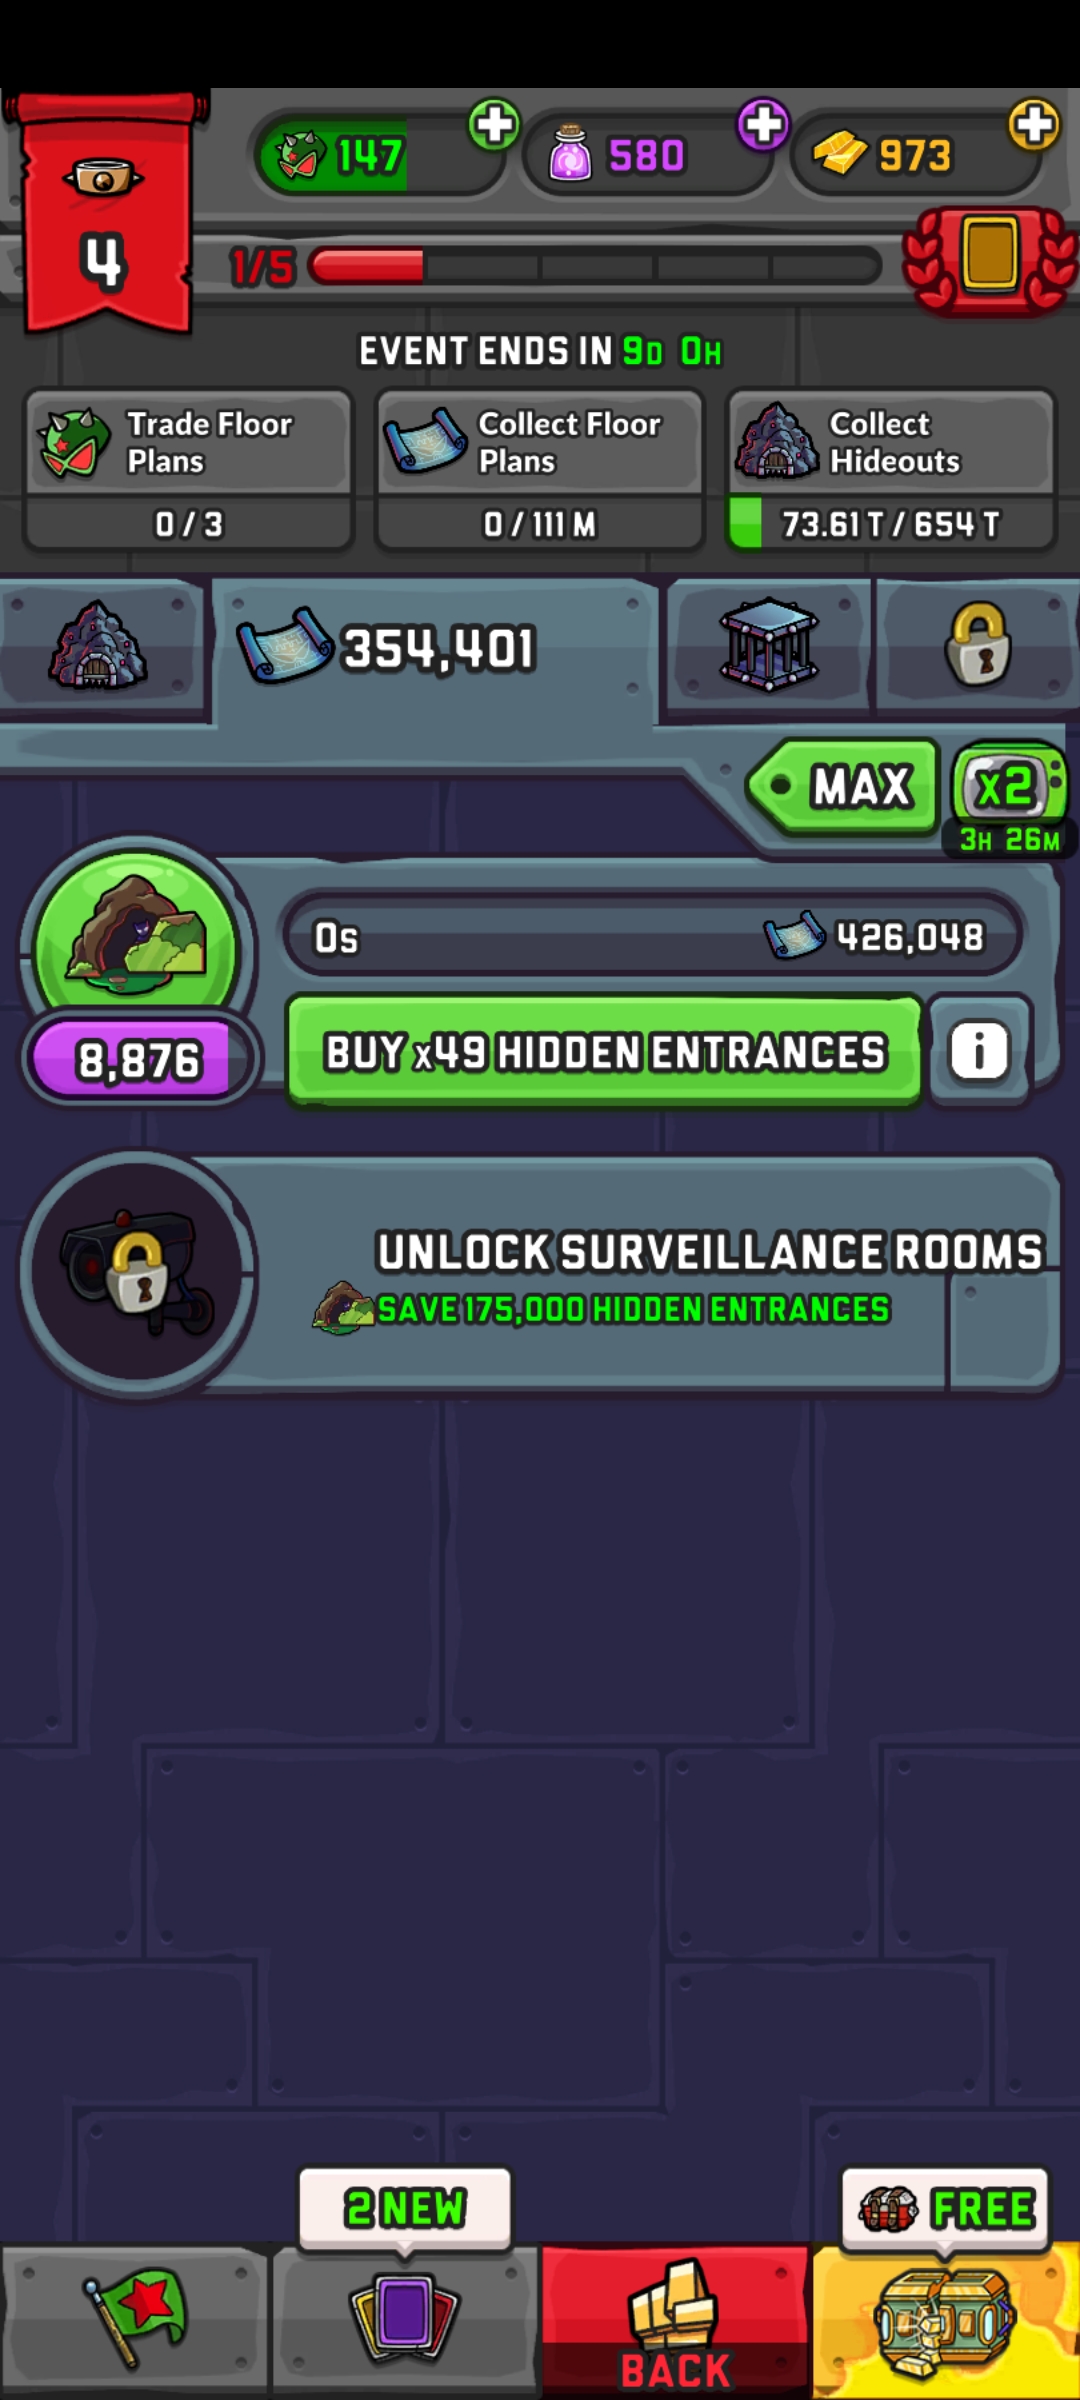 147
580
973
4
1/5
EVENT ENDS IN 9D 0H
Trade Floor
Plans
0 / 3
Collect Floor
Plans
0 / 111 M
Collect
Hideouts
73.61 T / 654 T
354,401
MAX
x2
3H 26M
0s
426,048
8,876
BUY x49 HIDDEN ENTRANCES
i
UNLOCK SURVEILLANCE ROOMS
SAVE 175,000 HIDDEN ENTRANCES
2 NEW
FREE
BACK